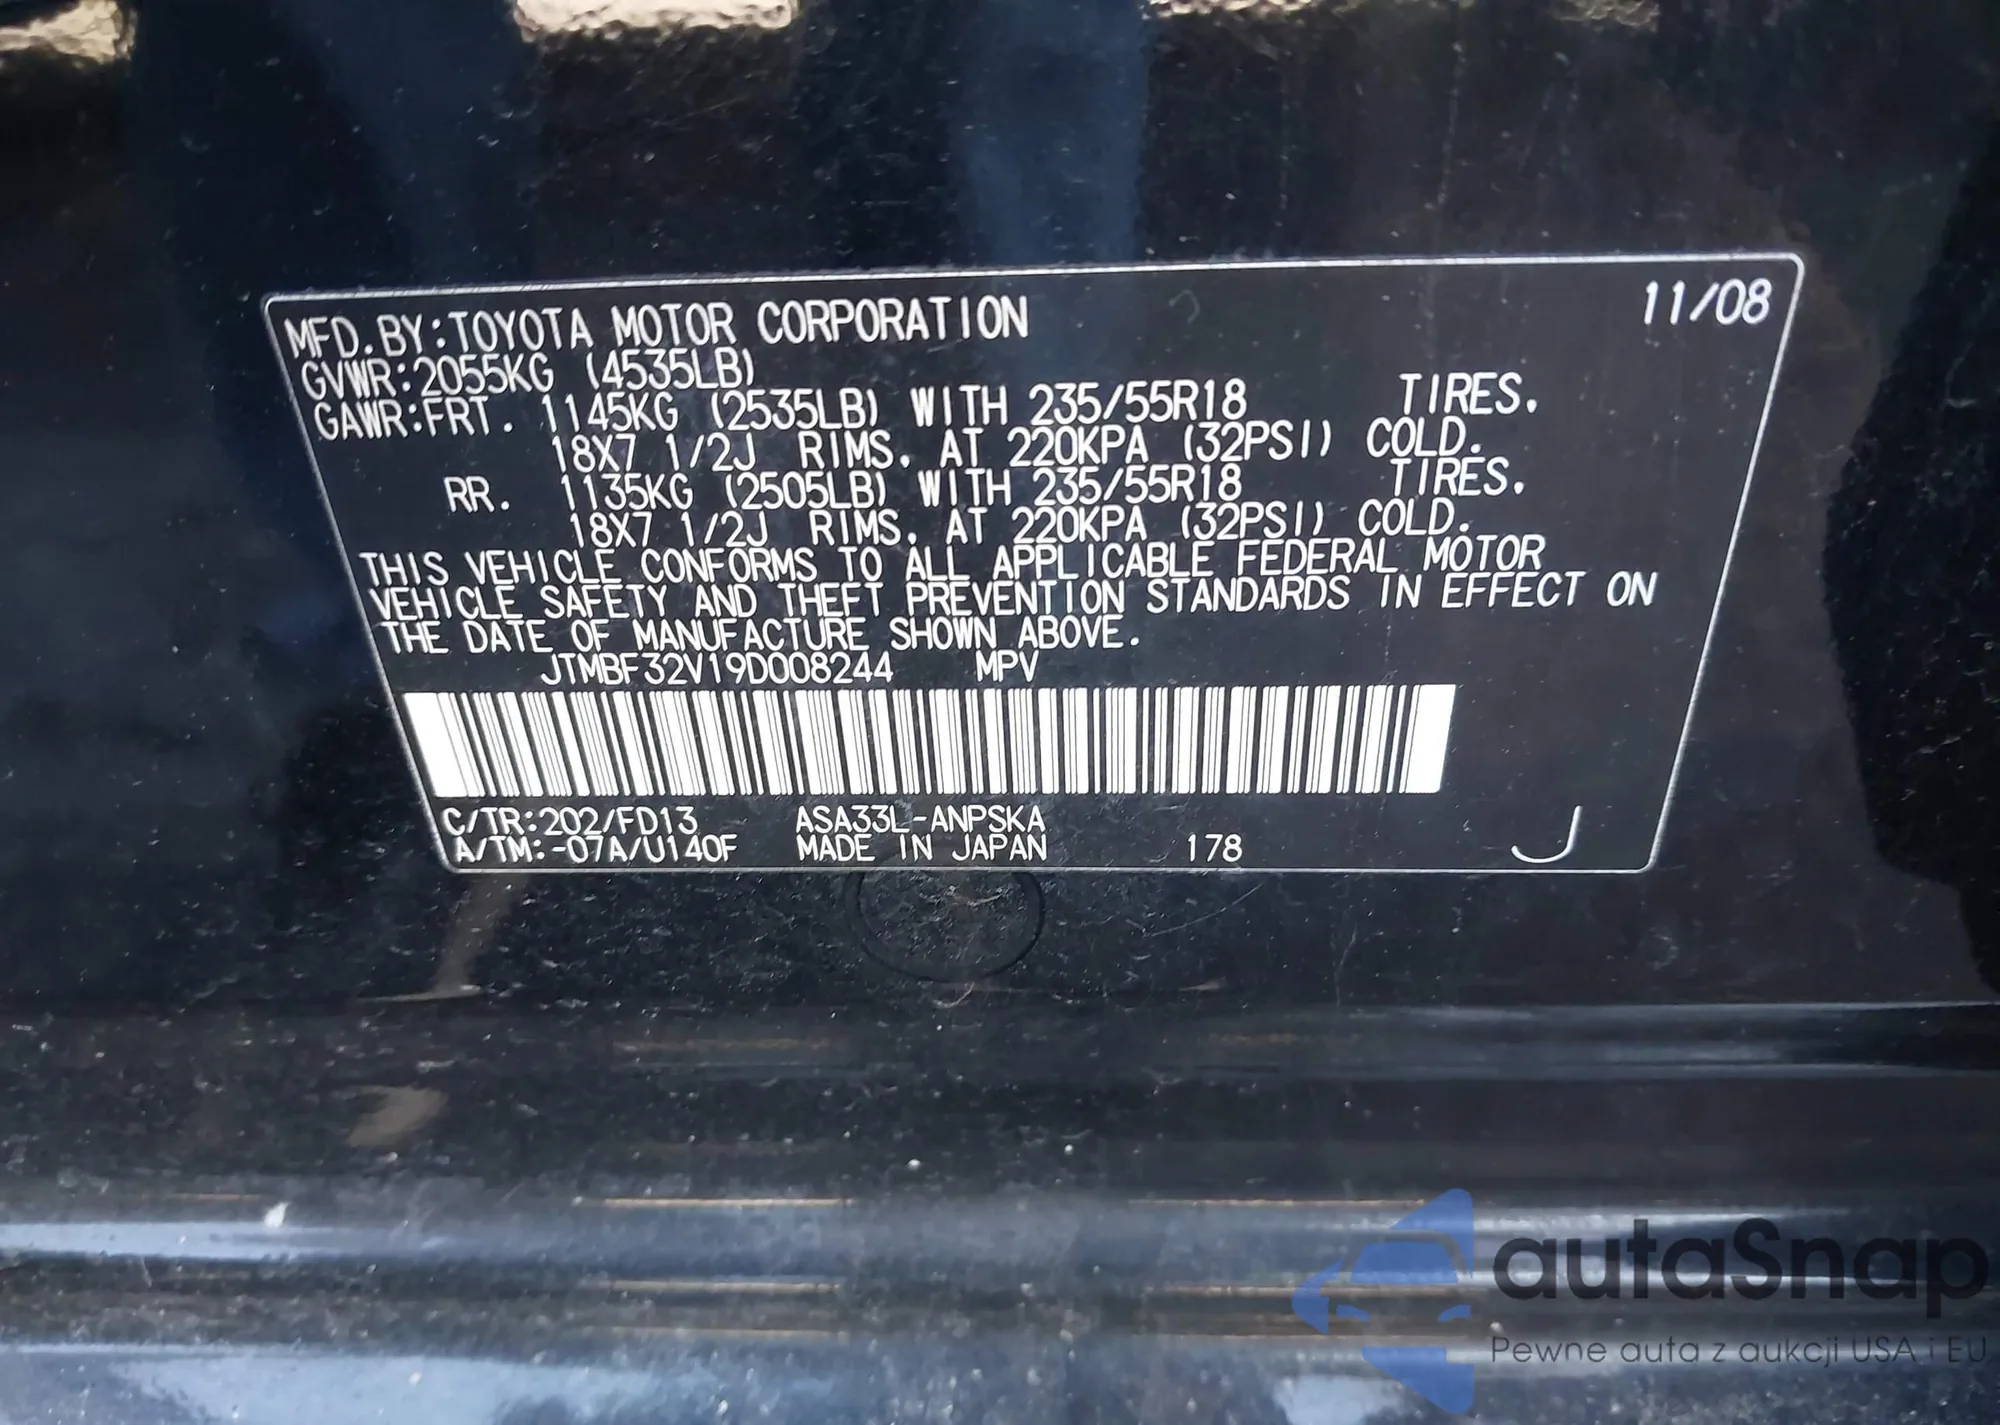 MFD.BY:TOYOTA MOTOR CORPORATION 11/08
GVWR:2055KG (4535LB)
GAWR:FRT. 1145KG (2535LB) WITH 235/55R18 TIRES,
18X7 1/2J RIMS, AT 220KPA (32PSI) COLD.
RR. 1135KG (2505LB) WITH 235/55R18 TIRES,
18X7 1/2J RIMS, AT 220KPA (32PSI) COLD.
THIS VEHICLE CONFORMS TO ALL APPLICABLE FEDERAL MOTOR
VEHICLE SAFETY AND THEFT PREVENTION STANDARDS IN EFFECT ON
THE DATE OF MANUFACTURE SHOWN ABOVE.
JTMBF32V19D008244 MPV
C/TR:202/FD13 ASA33L-ANPSKA
A/TM:-07A/U140F MADE IN JAPAN 178 J
autaSnap
Pewne auta z aukcji USA i EU